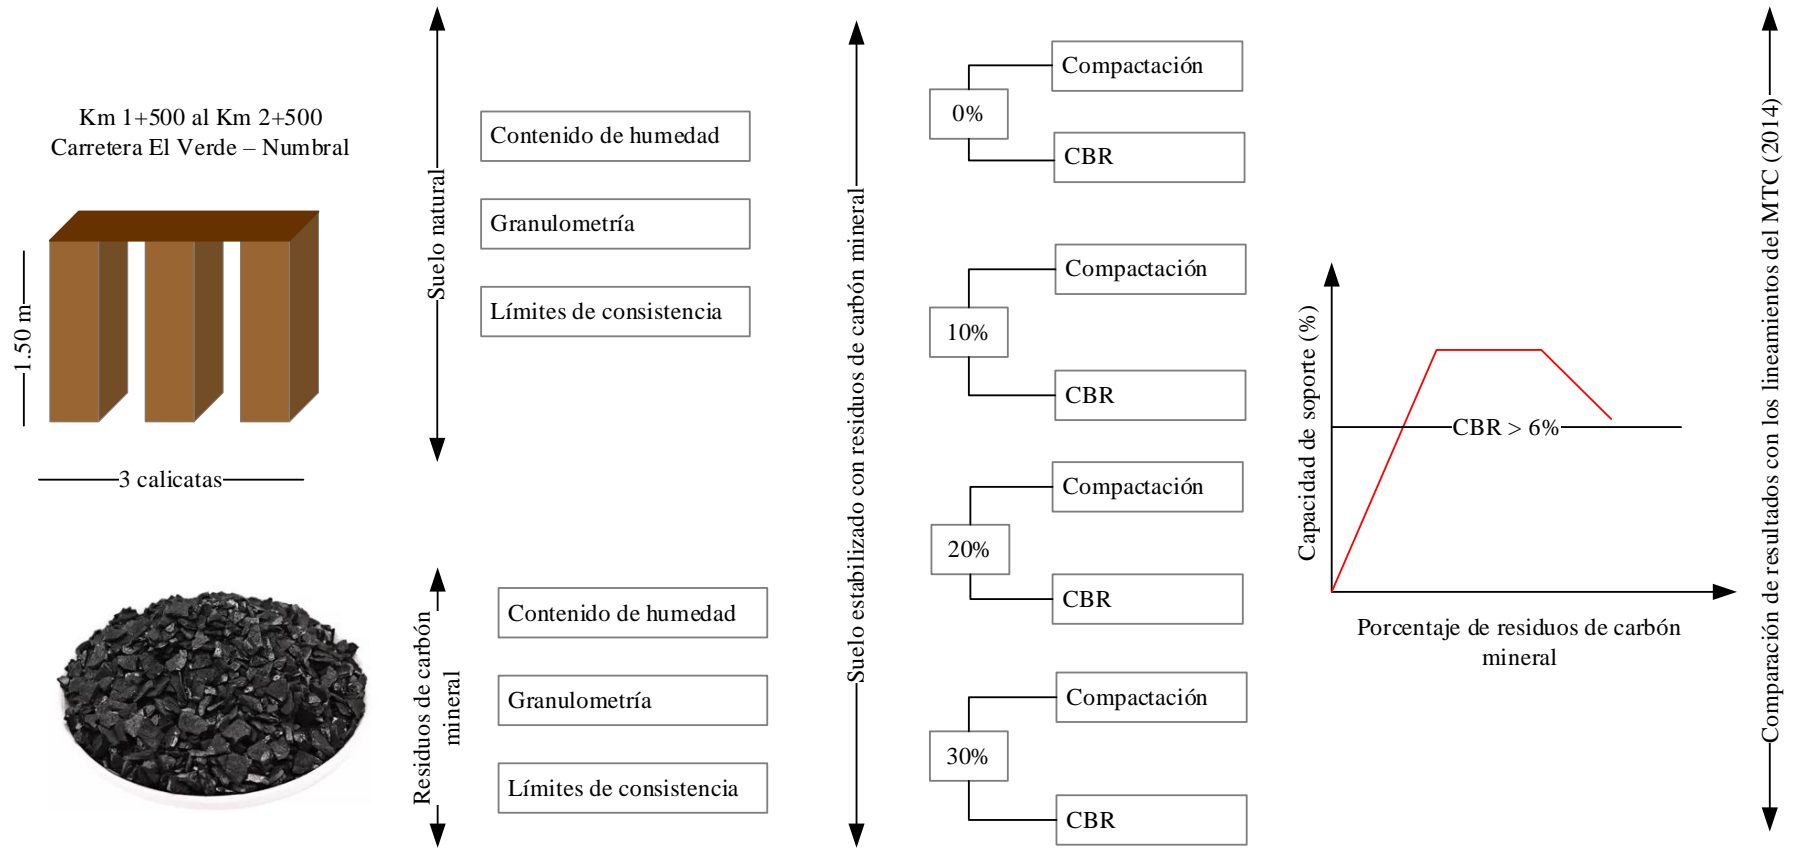 Km 1+500 al Km 2+500
Carretera El Verde – Numbral
1.50 m
3 calicatas
Suelo natural
Contenido de humedad
Granulometría
Límites de consistencia
Residuos de carbón
mineral
Contenido de humedad
Granulometría
Límites de consistencia
Suelo estabilizado con residuos de carbón mineral
0%
Compactación
CBR
10%
Compactación
CBR
20%
Compactación
CBR
30%
Compactación
CBR
Capacidad de soporte (%)
CBR > 6%
Porcentaje de residuos de carbón
mineral
Comparación de resultados con los lineamientos del MTC (2014)